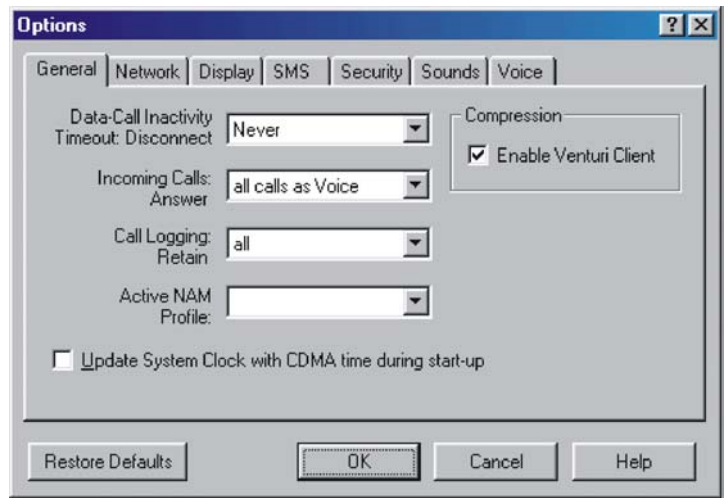 Options
General Network Display SMS Security Sounds Voice
Data-Call Inactivity
Timeout: Disconnect
Never
Compression
Enable Venturi Client
Incoming Calls:
Answer
all calls as Voice
Call Logging:
Retain
all
Active NAM
Profile:
Update System Clock with CDMA time during start-up
Restore Defaults OK Cancel Help